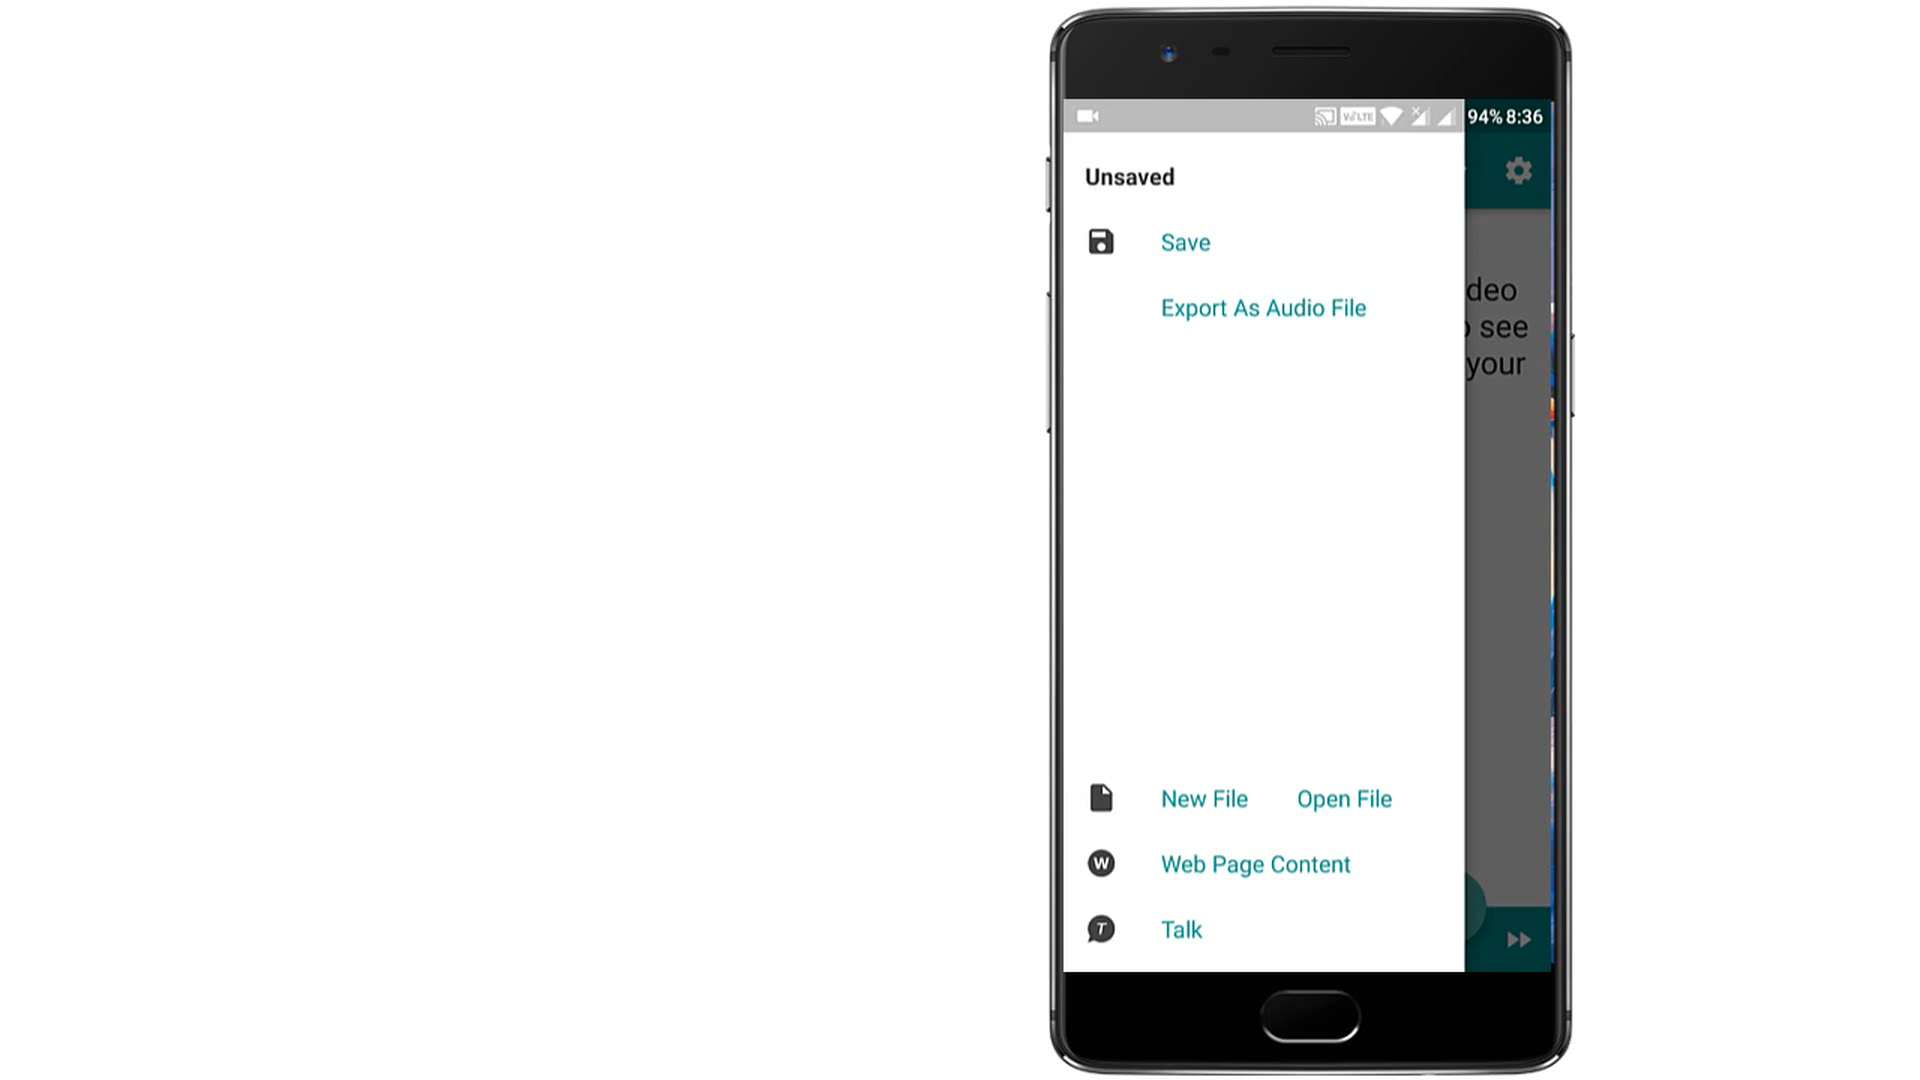 VoLTE 94% 8:36
Unsaved
Save
deo
Export As Audio File
see
your
New File Open File
W Web Page Content
T Talk